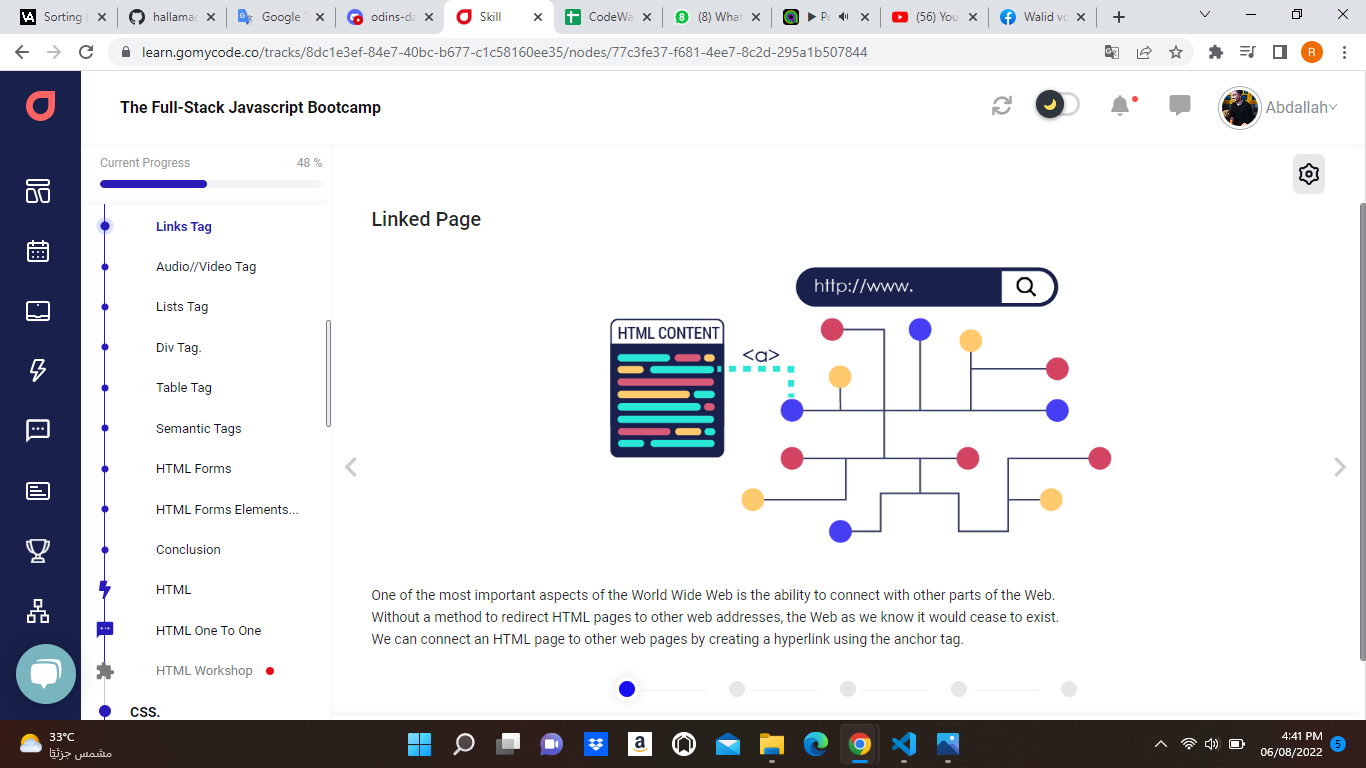 Sorting
hallamac
Google T
odins-da
Skill
CodeWa
(8) What
Pe
(56) You
Walid vo
learn.gomycode.co/tracks/8dc1e3ef-84e7-40bc-b677-c1c58160ee35/nodes/77c3fe37-f681-4ee7-8c2d-295a1b507844
R
The Full-Stack Javascript Bootcamp
Abdallah
Current Progress 48 %
Links Tag
Audio//Video Tag
Lists Tag
Div Tag.
Table Tag
Semantic Tags
HTML Forms
HTML Forms Elements...
Conclusion
HTML
HTML One To One
HTML Workshop
CSS.
Linked Page
http://www.
HTML CONTENT
<a>
One of the most important aspects of the World Wide Web is the ability to connect with other parts of the Web.
Without a method to redirect HTML pages to other web addresses, the Web as we know it would cease to exist.
We can connect an HTML page to other web pages by creating a hyperlink using the anchor tag.
33°C
مشمس جزئيًا
4:41 PM
06/08/2022
5